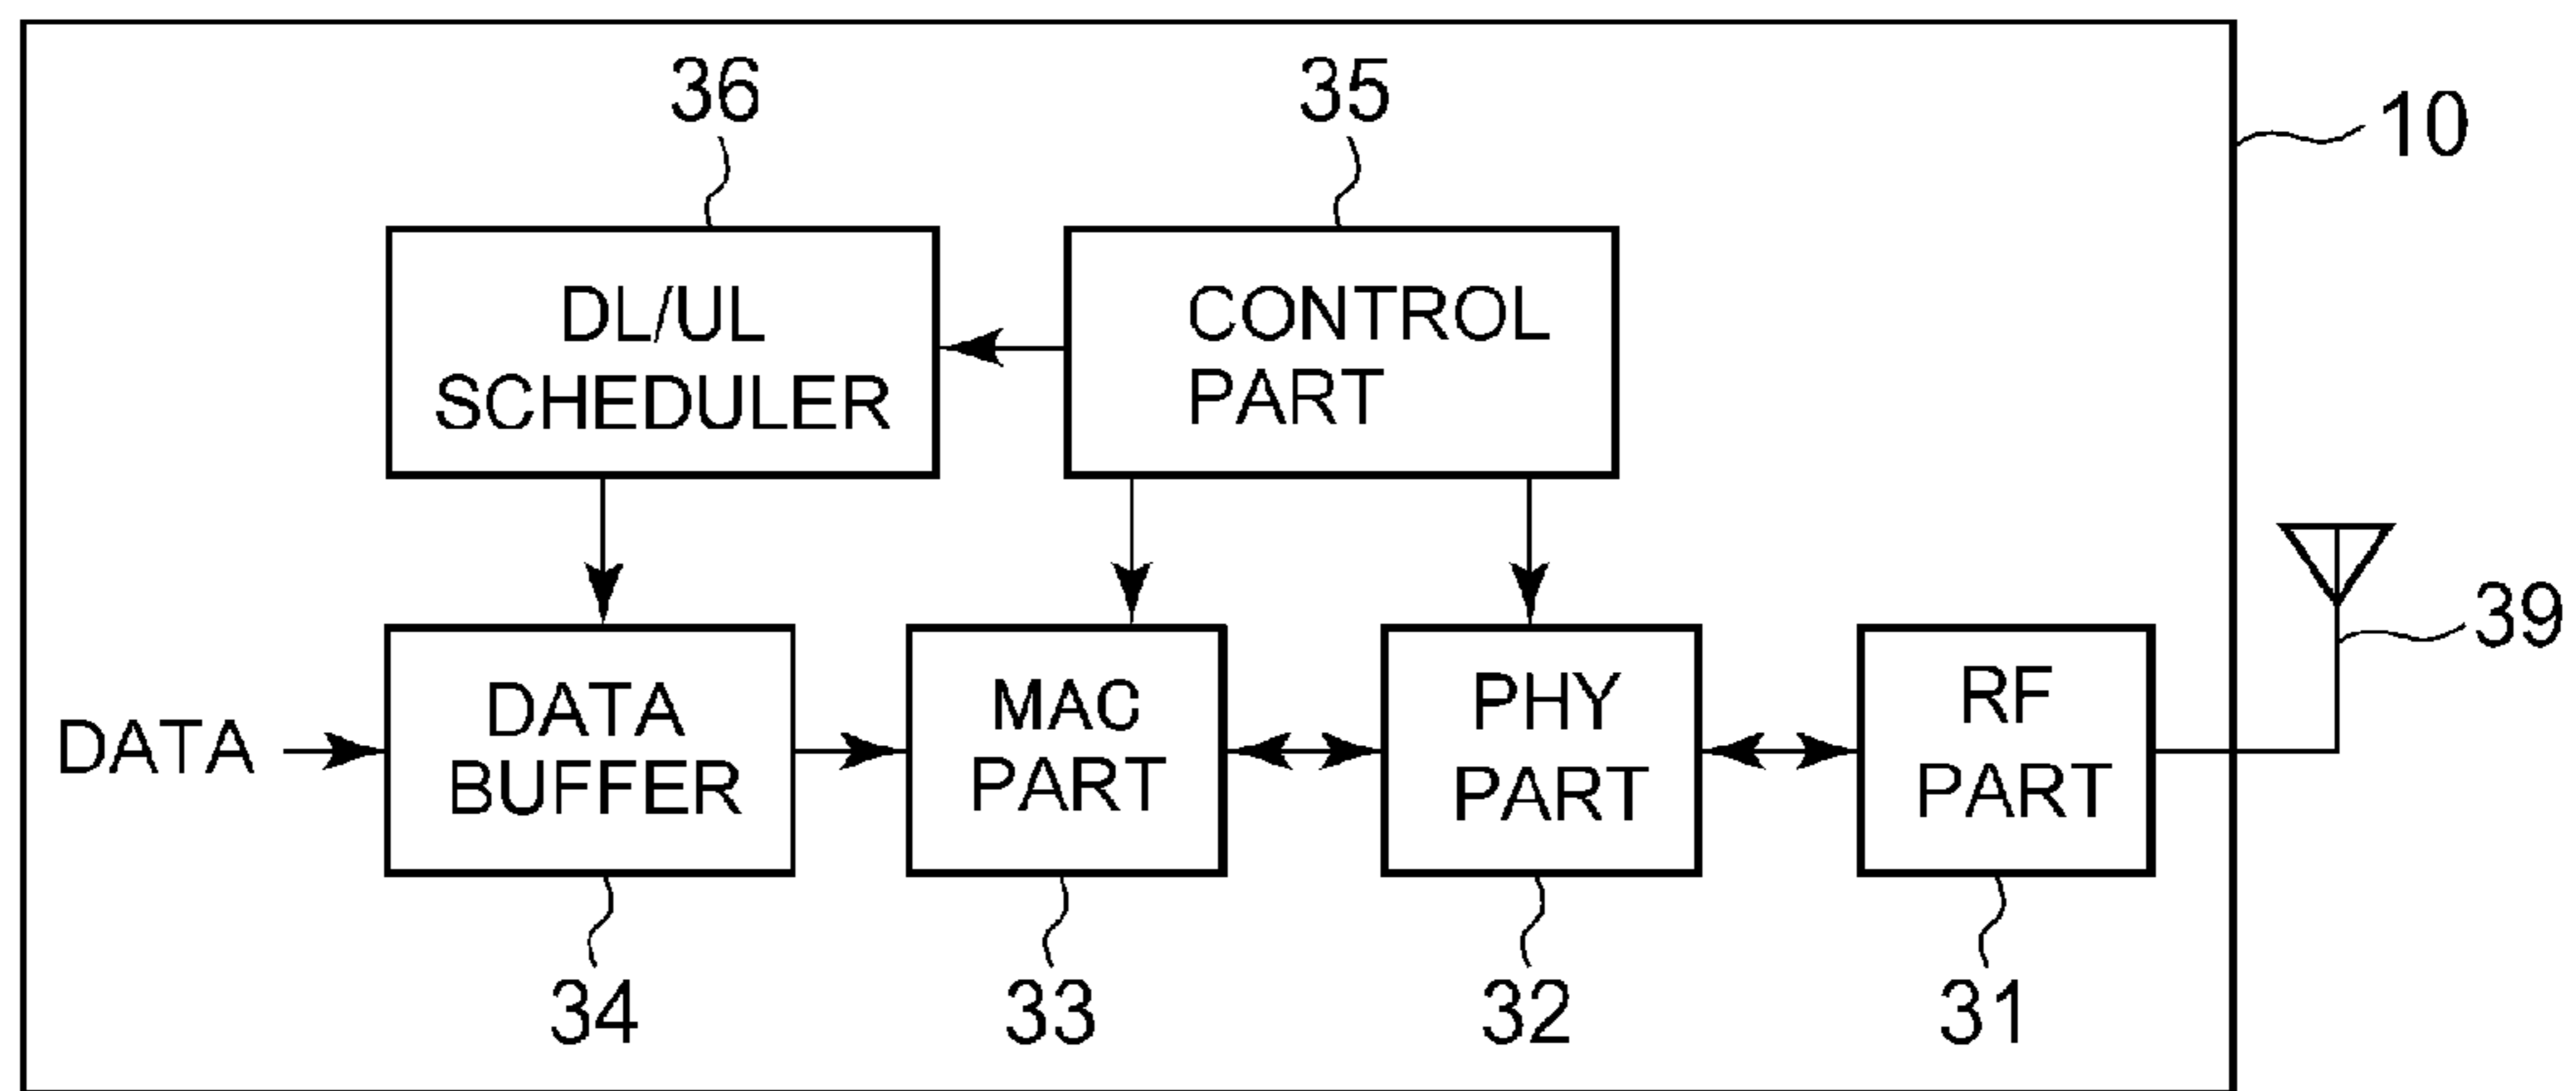 36
35
10
DL/UL
SCHEDULER
CONTROL
PART
39
DATA
DATA
BUFFER
MAC
PART
PHY
PART
RF
PART
34
33
32
31